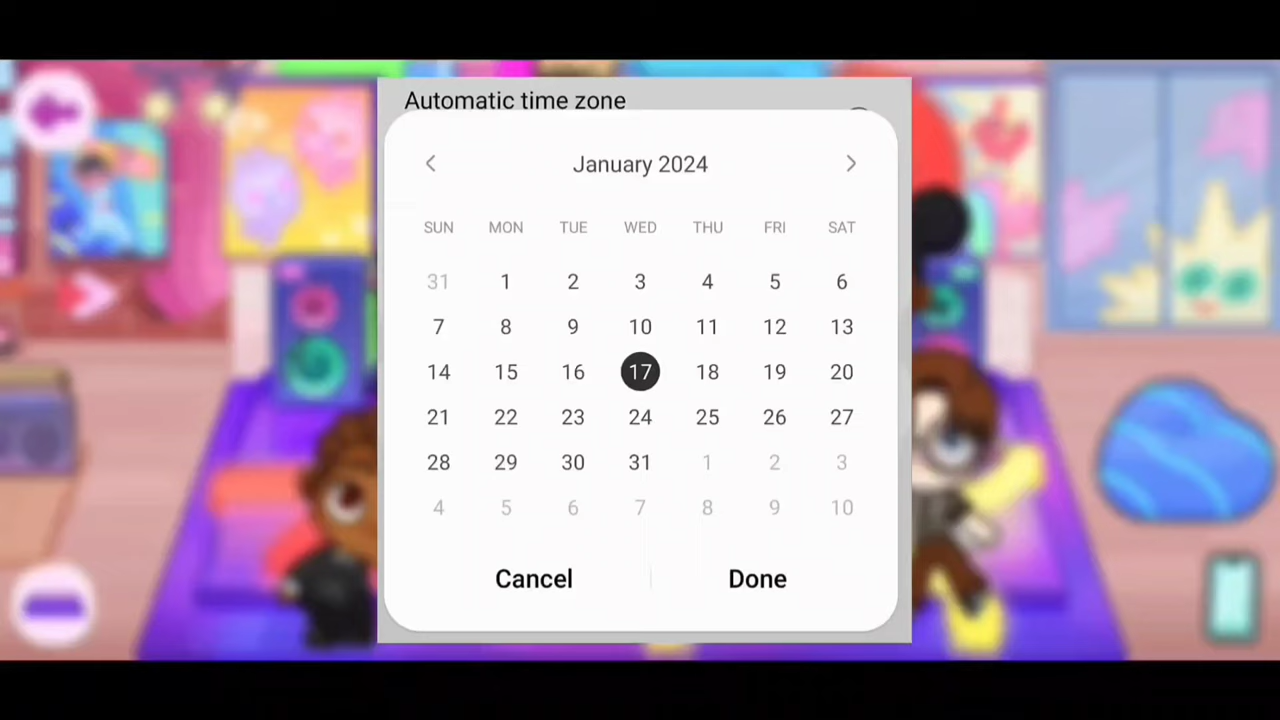 Automatic time zone
January 2024
SUN MON TUE WED THU FRI SAT
31 1 2 3 4 5 6
7 8 9 10 11 12 13
14 15 16 17 18 19 20
21 22 23 24 25 26 27
28 29 30 31 1 2 3
4 5 6 7 8 9 10
Cancel Done